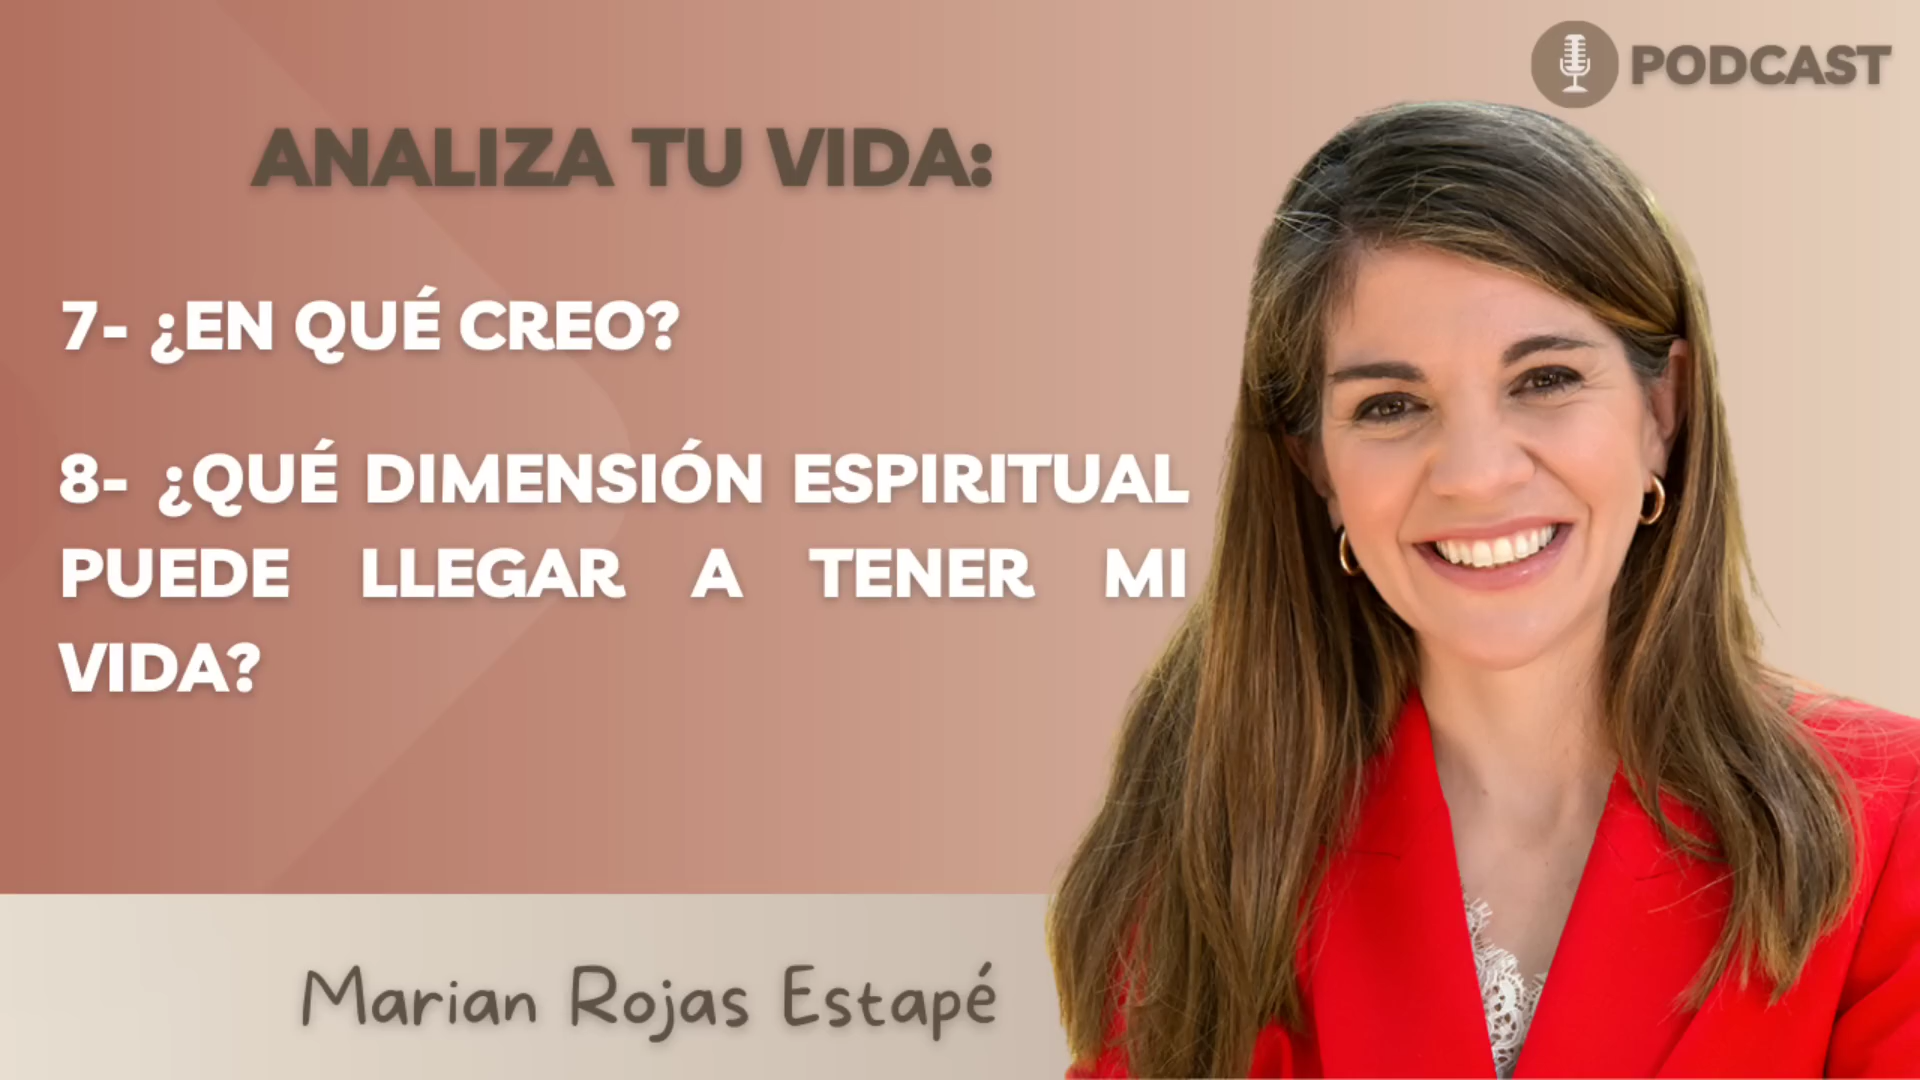 PODCAST
ANALIZA TU VIDA:
7- ¿EN QUÉ CREO?
8- ¿QUÉ DIMENSIÓN ESPIRITUAL
PUEDE LLEGAR A TENER MI
VIDA?
Marian Rojas Estapé